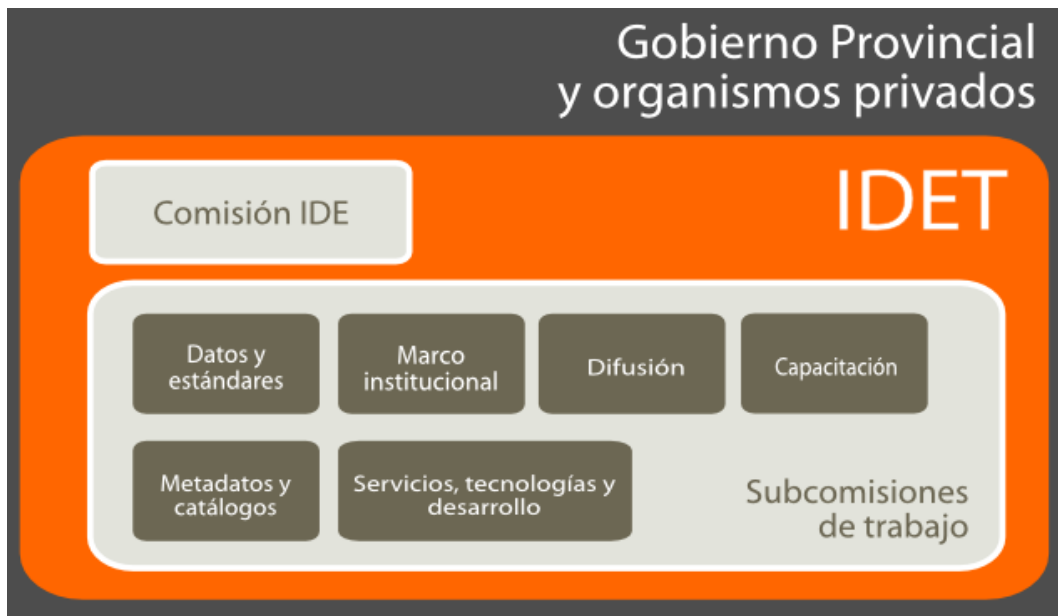 Gobierno Provincial
y organismos privados
IDET
Comisión IDE
Datos y
estándares
Marco
institucional
Difusión
Capacitación
Metadatos y
catálogos
Servicios, tecnologías y
desarrollo
Subcomisiones
de trabajo